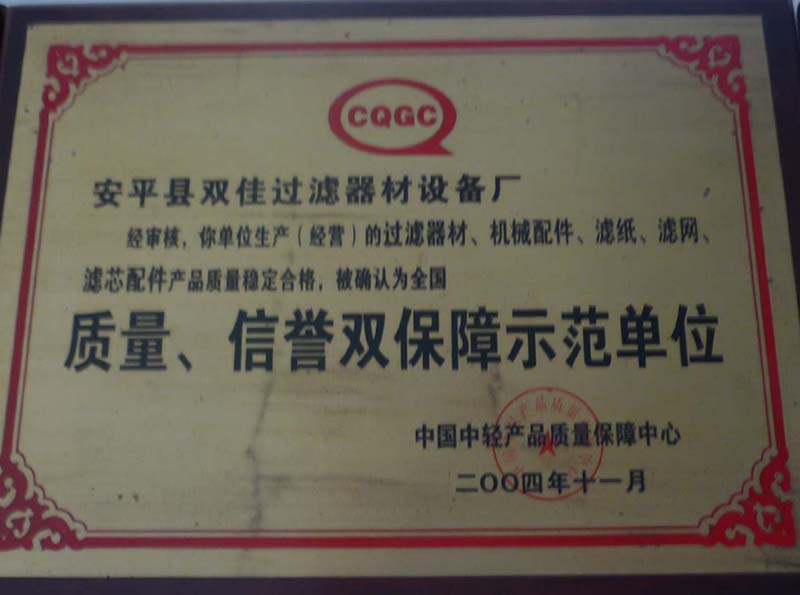 CQGC
安平县双佳过滤器材设备厂
经审核,你单位生产(经营)的过滤器材、机械配件、滤纸、滤网、
滤芯配件产品质量稳定合格,被确认为全国
质量、信誉双保障示范单位
中国中轻产品质量保障中心
二〇〇四年十一月